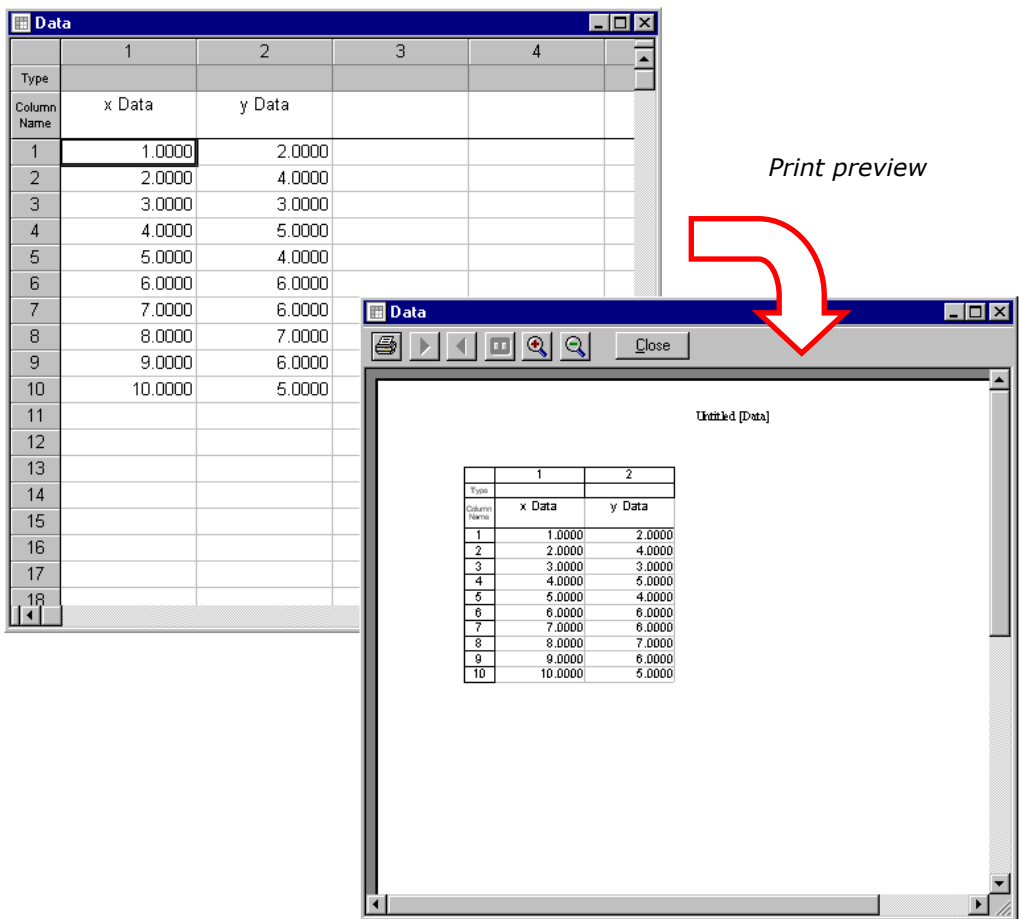 Data
1 2 3 4
Type
Column Name x Data y Data
1 1.0000 2.0000
2 2.0000 4.0000
3 3.0000 3.0000
4 4.0000 5.0000
5 5.0000 4.0000
6 6.0000 6.0000
7 7.0000 6.0000
8 8.0000 7.0000
9 9.0000 6.0000
10 10.0000 5.0000
11
12
13
14
15
16
17
18
Print preview
Data
Close
Untitled [Data]
1 2
Type
Column Name x Data y Data
1 1.0000 2.0000
2 2.0000 4.0000
3 3.0000 3.0000
4 4.0000 5.0000
5 5.0000 4.0000
6 6.0000 6.0000
7 7.0000 6.0000
8 8.0000 7.0000
9 9.0000 6.0000
10 10.0000 5.0000